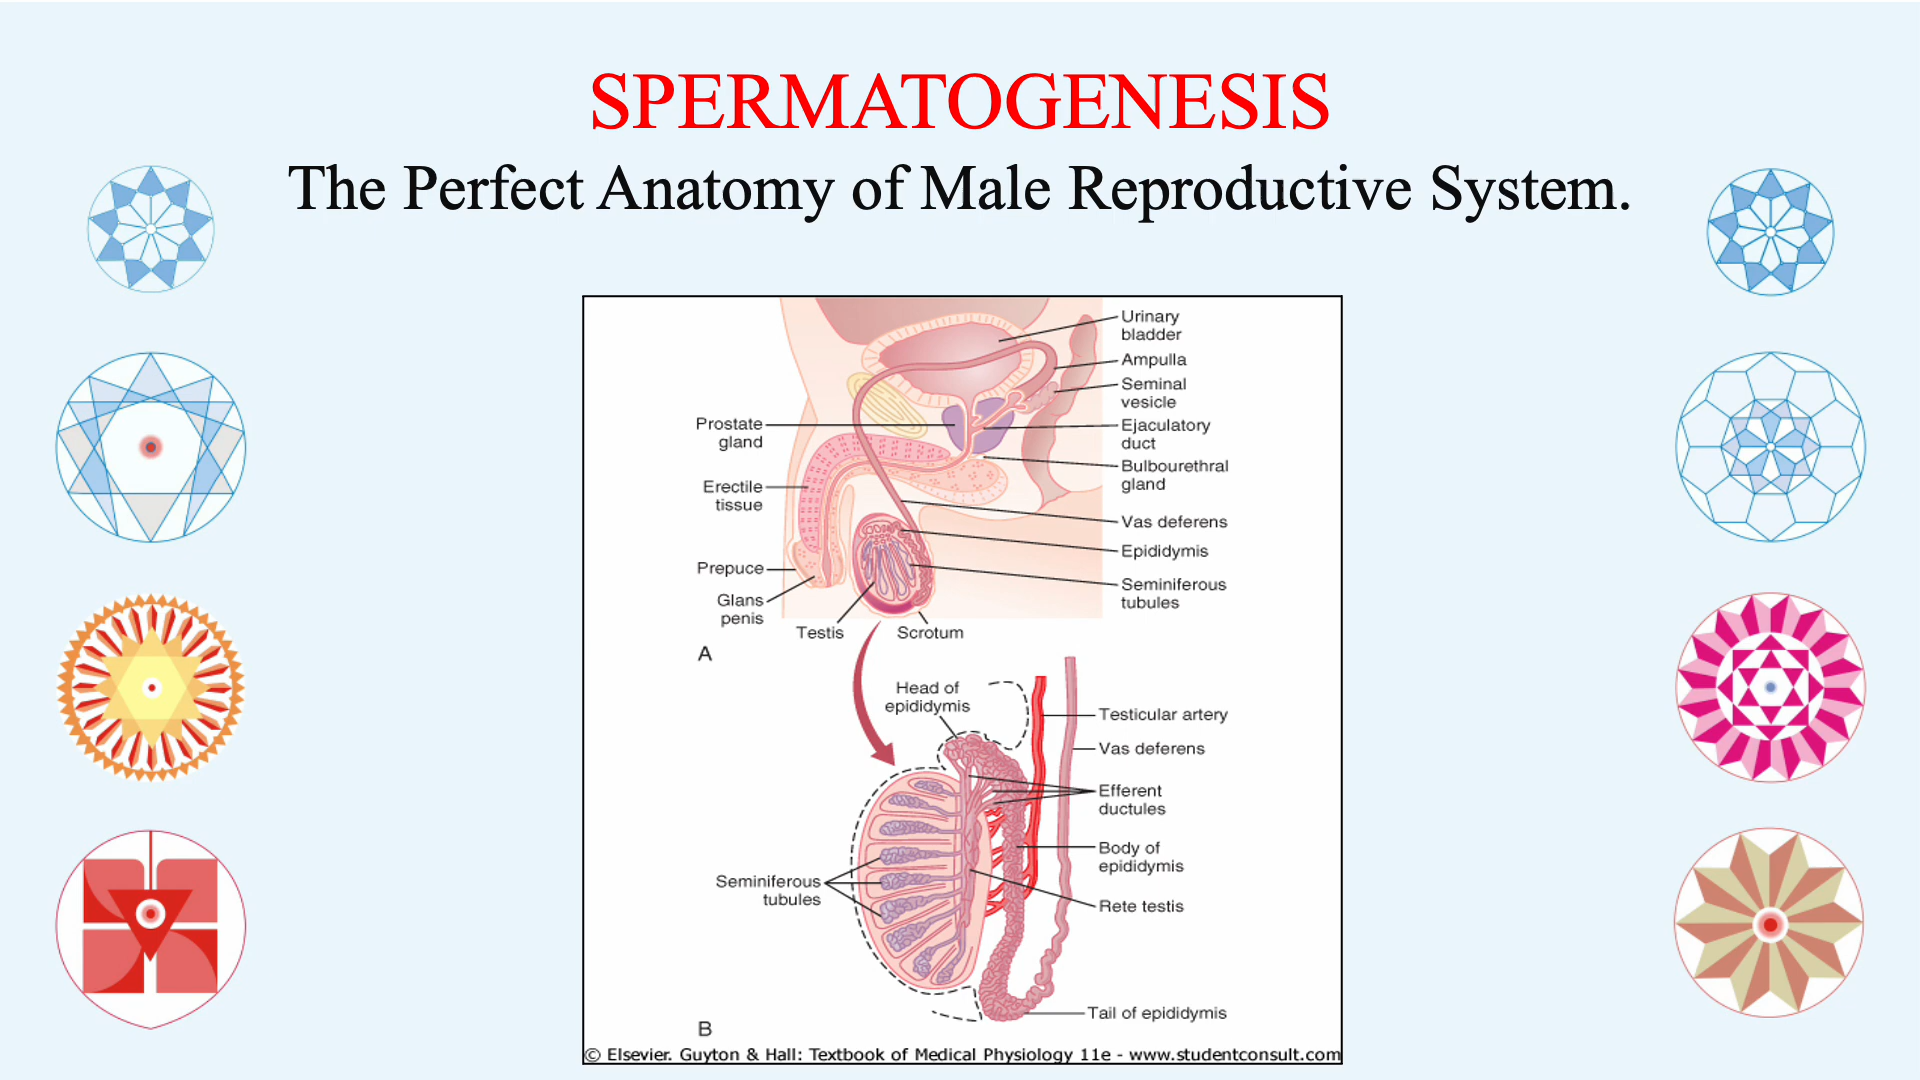 SPERMATOGENESIS
The Perfect Anatomy of Male Reproductive System.
Urinary
bladder
Ampulla
Seminal
vesicle
Prostate
gland
Ejaculatory
duct
Bulbourethral
gland
Erectile
tissue
Vas deferens
Epididymis
Prepuce
Seminiferous
tubules
Glans
penis
Testis
Scrotum
A
Head of
epididymis
Testicular artery
Vas deferens
Efferent
ductules
Body of
epididymis
Seminiferous
tubules
Rete testis
Tail of epididymis
B
© Elsevier. Guyton & Hall: Textbook of Medical Physiology 11e - www.studentconsult.com